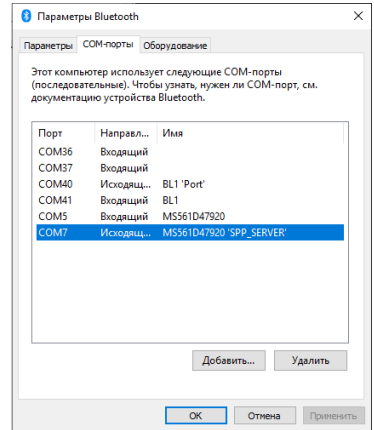 Параметры Bluetooth
Параметры COM-порты Оборудование
Этот компьютер использует следующие COM-порты
(последовательные). Чтобы узнать, нужен ли COM-порт, см.
документацию устройства Bluetooth.
Порт Направл... Имя
COM36 Входящий
COM37 Входящий
COM40 Исходящ... BL1 'Port'
COM41 Входящий BL1
COM5 Входящий MS561D47920
COM7 Исходящ... MS561D47920 'SPP_SERVER'
Добавить... Удалить
OK Отмена Применить